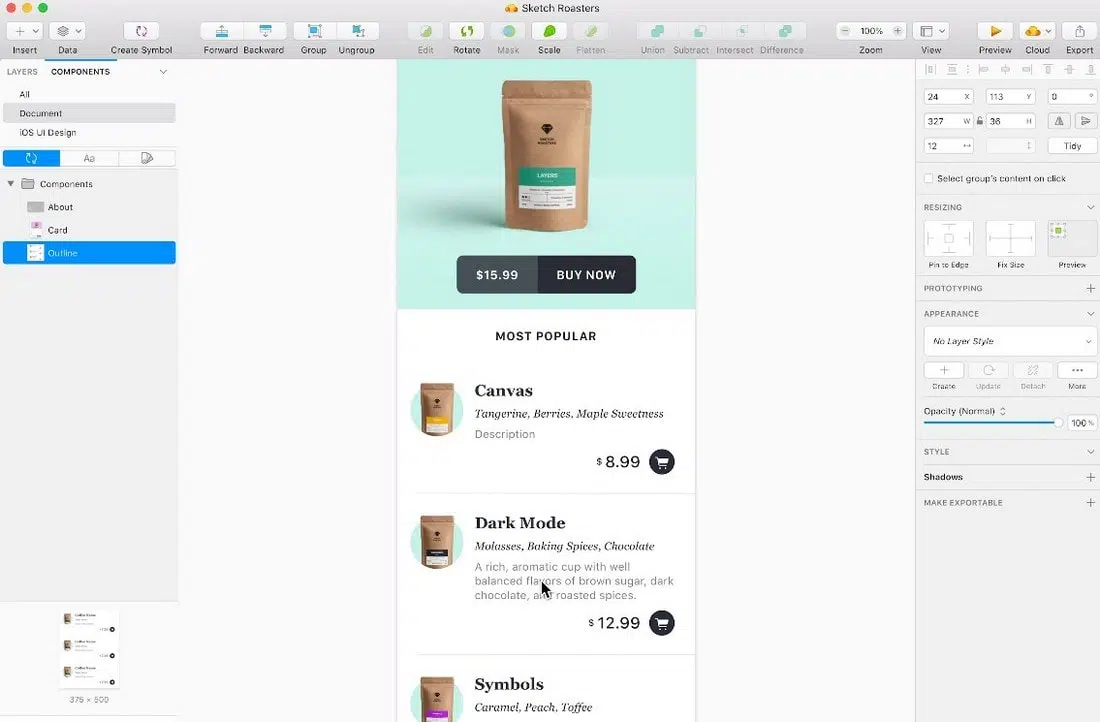 Sketch Roasters
Insert
Data
Create Symbol
Forward
Backward
Group
Ungroup
Edit
Rotate
Mask
Scale
Flatten
Union
Subtract
Intersect
Difference
100%
Zoom
View
Preview
Cloud
Export
LAYERS
COMPONENTS
All
Document
iOS UI Design
Aa
Components
About
Card
Outline
375 × 500
LAYERS
$15.99
BUY NOW
MOST POPULAR
Canvas
Tangerine, Berries, Maple Sweetness
Description
$ 8.99
Dark Mode
Molasses, Baking Spices, Chocolate
A rich, aromatic cup with well
balanced flavors of brown sugar, dark
chocolate, and roasted spices.
$ 12.99
Symbols
Caramel, Peach, Toffee
24 X
113 Y
0 °
327 W
36 H
12
Tidy
Select group's content on click
RESIZING
Pin to Edge
Fix Size
Preview
PROTOTYPING
APPEARANCE
No Layer Style
Create
Update
Detach
More
Opacity (Normal)
100 %
STYLE
Shadows
MAKE EXPORTABLE